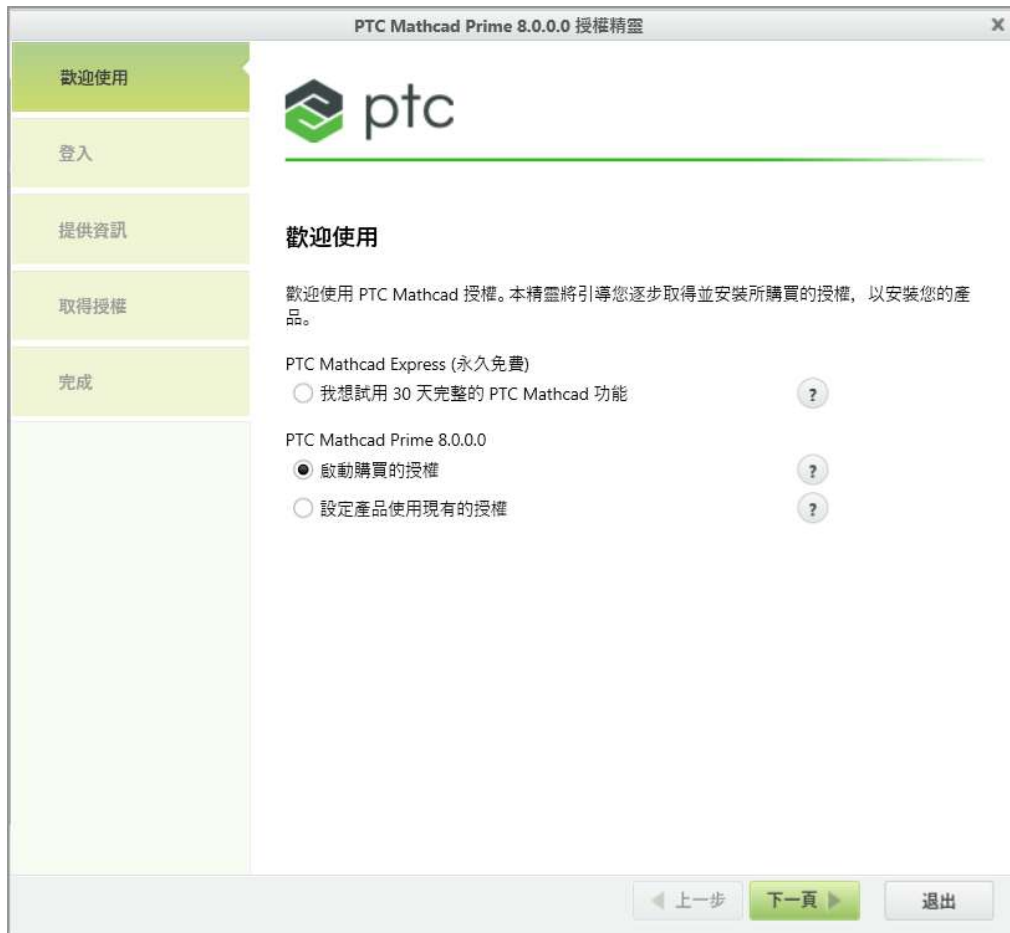 PTC Mathcad Prime 8.0.0.0 授權精靈
歡迎使用
登入
提供資訊
取得授權
完成
ptc
歡迎使用
歡迎使用 PTC Mathcad 授權。本精靈將引導您逐步取得並安裝所購買的授權，以安裝您的產
品。
PTC Mathcad Express (永久免費)
我想試用 30 天完整的 PTC Mathcad 功能
?
PTC Mathcad Prime 8.0.0.0
啟動購買的授權
?
設定產品使用現有的授權
?
上一步
下一頁
退出